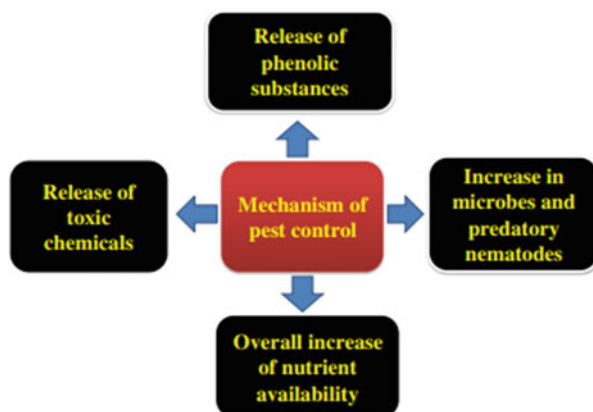 Release of
phenolic
substances
Release of
toxic
chemicals
Mechanism of
pest control
Increase in
microbes and
predatory
nematodes
Overall increase
of nutrient
availability